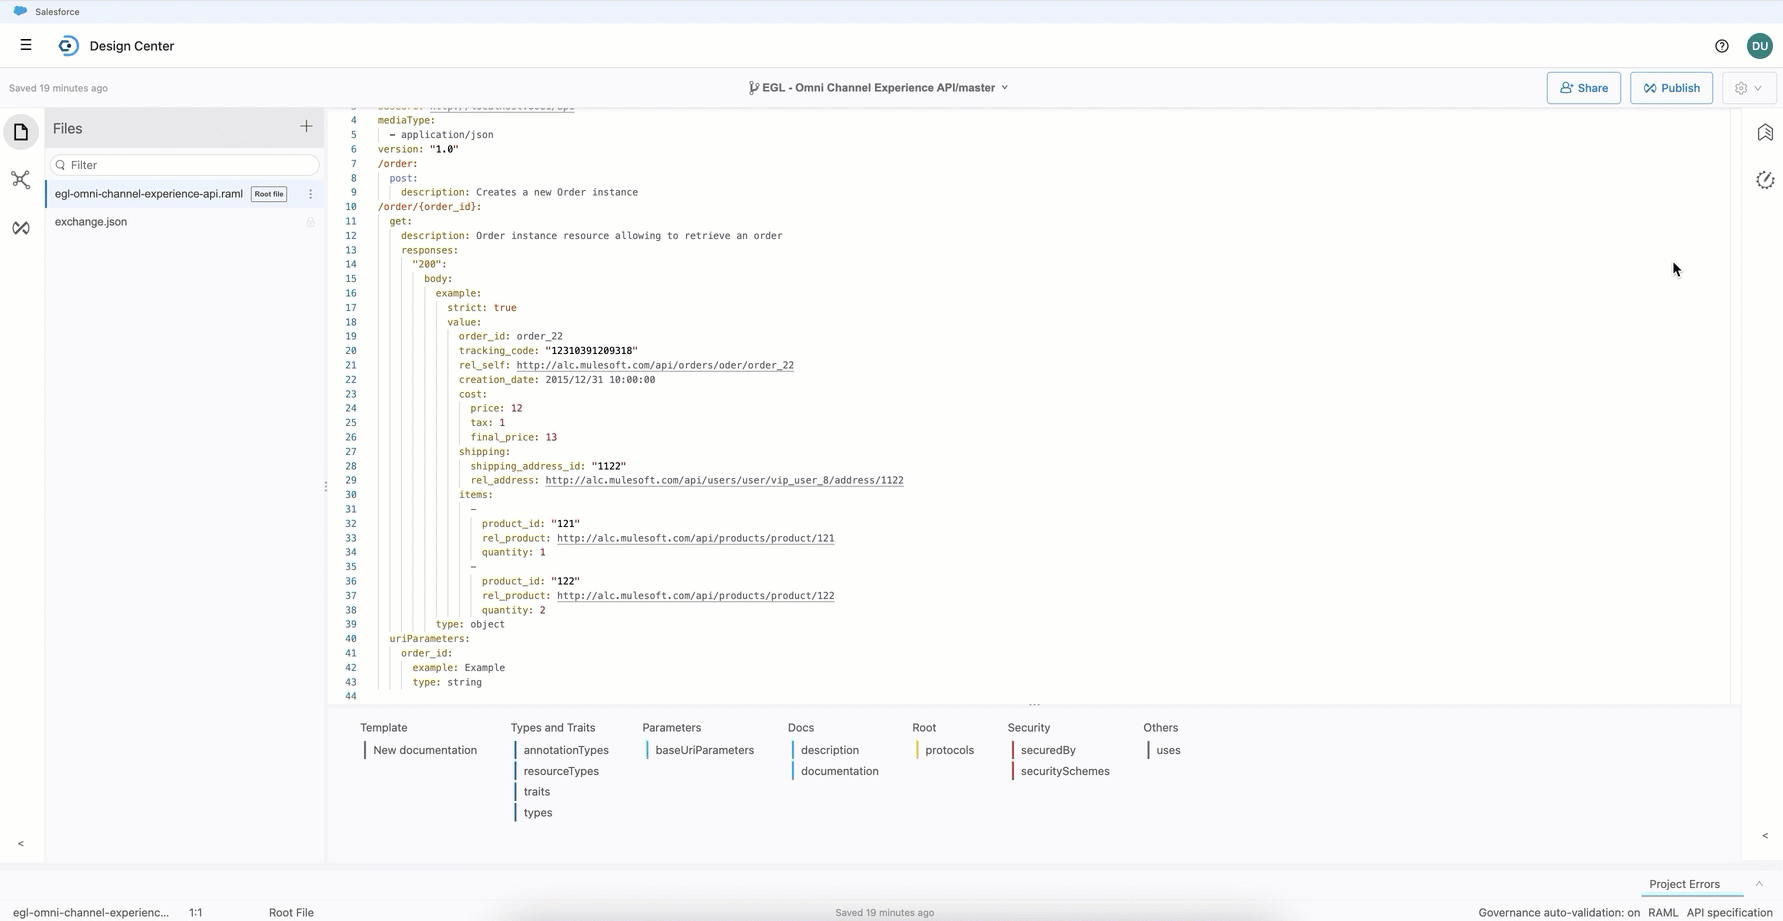 Salesforce
Design Center
DU
Saved 19 minutes ago
EGL - Omni Channel Experience API/master
Share
Publish
Files
Filter
egl-omni-channel-experience-api.raml Root file
exchange.json
4 mediaType:
5 - application/json
6 version: "1.0"
7 /order:
8 post:
9 description: Creates a new Order instance
10 /order/{order_id}:
11 get:
12 description: Order instance resource allowing to retrieve an order
13 responses:
14 "200":
15 body:
16 example:
17 strict: true
18 value:
19 order_id: order_22
20 tracking_code: "12310391209318"
21 rel_self: http://alc.mulesoft.com/api/orders/oder/order_22
22 creation_date: 2015/12/31 10:00:00
23 cost:
24 price: 12
25 tax: 1
26 final_price: 13
27 shipping:
28 shipping_address_id: "1122"
29 rel_address: http://alc.mulesoft.com/api/users/user/vip_user_8/address/1122
30 items:
31 -
32 product_id: "121"
33 rel_product: http://alc.mulesoft.com/api/products/product/121
34 quantity: 1
35 -
36 product_id: "122"
37 rel_product: http://alc.mulesoft.com/api/products/product/122
38 quantity: 2
39 type: object
40 uriParameters:
41 order_id:
42 example: Example
43 type: string
44
Template Types and Traits Parameters Docs Root Security Others
New documentation annotationTypes baseUriParameters description protocols securedBy uses
resourceTypes documentation securitySchemes
traits
types
Project Errors
egl-omni-channel-experienc... 1:1 Root File Saved 19 minutes ago Governance auto-validation: on RAML API specification